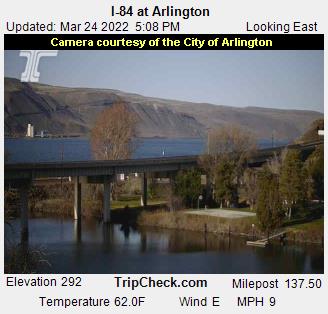 I-84 at Arlington
Updated: Mar 24 2022 5:08 PM Looking East
Camera courtesy of the City of Arlington
Elevation 292 TripCheck.com Milepost 137.50
Temperature 62.0F Wind E MPH 9